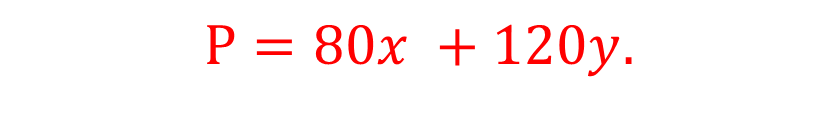 P = 80x + 120y.